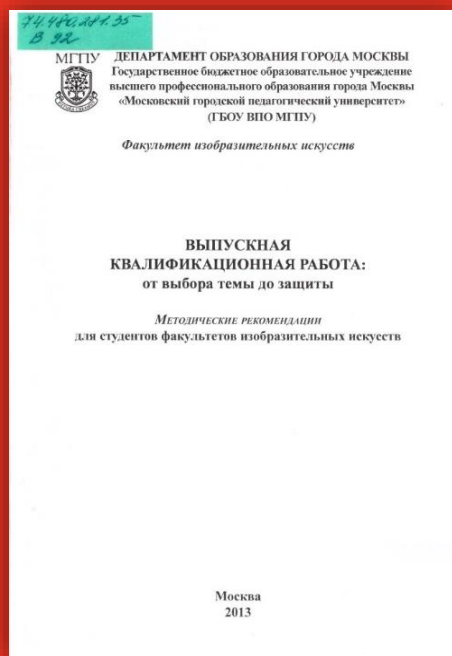 74.480.281.35
В 92
МГПУ
ДЕПАРТАМЕНТ ОБРАЗОВАНИЯ ГОРОДА МОСКВЫ
Государственное бюджетное образовательное учреждение
высшего профессионального образования города Москвы
«Московский городской педагогический университет»
(ГБОУ ВПО МГПУ)
Факультет изобразительных искусств
ВЫПУСКНАЯ
КВАЛИФИКАЦИОННАЯ РАБОТА:
от выбора темы до защиты
Методические рекомендации
для студентов факультетов изобразительных искусств
Москва
2013